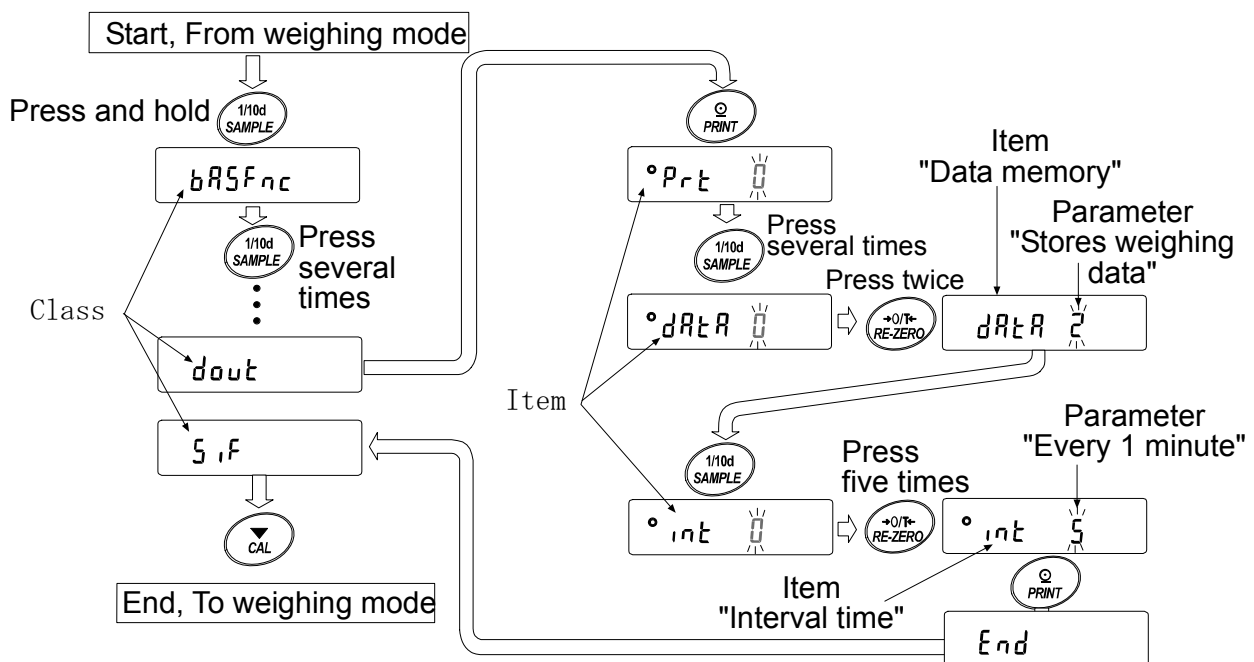 Start, From weighing mode
Press and hold
1/10d
SAMPLE
bASFnc
1/10d
SAMPLE
Press
several
times
Class
dout
SiF
CAL
End, To weighing mode
PRINT
Prt 0
1/10d
SAMPLE
Press
several times
dAtA 0
Press twice
→0/T←
RE-ZERO
Item
"Data memory"
Parameter
"Stores weighing
data"
dAtA 2
Item
1/10d
SAMPLE
int 0
Press
five times
→0/T←
RE-ZERO
Parameter
"Every 1 minute"
int 5
Item
"Interval time"
PRINT
End